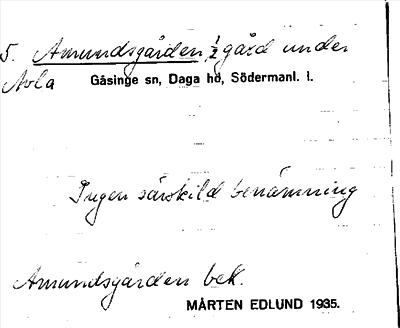 5. Amundsgården, ½ gård under
Avla Gåsinge sn, Daga hd, Södermanl. l.
Ingen särskild benämning
Amundsgården bek.
MÅRTEN EDLUND 1935.